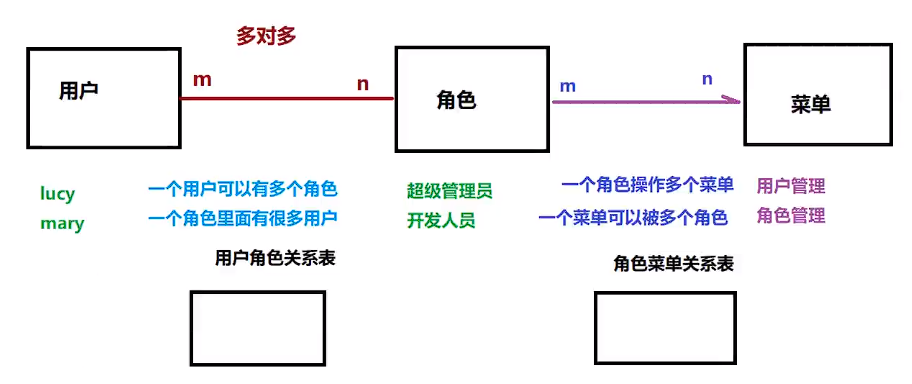 多对多
用户
m
n
角色
m
n
菜单
lucy
一个用户可以有多个角色
超级管理员
一个角色操作多个菜单
用户管理
mary
一个角色里面有很多用户
开发人员
一个菜单可以被多个角色
角色管理
用户角色关系表
角色菜单关系表